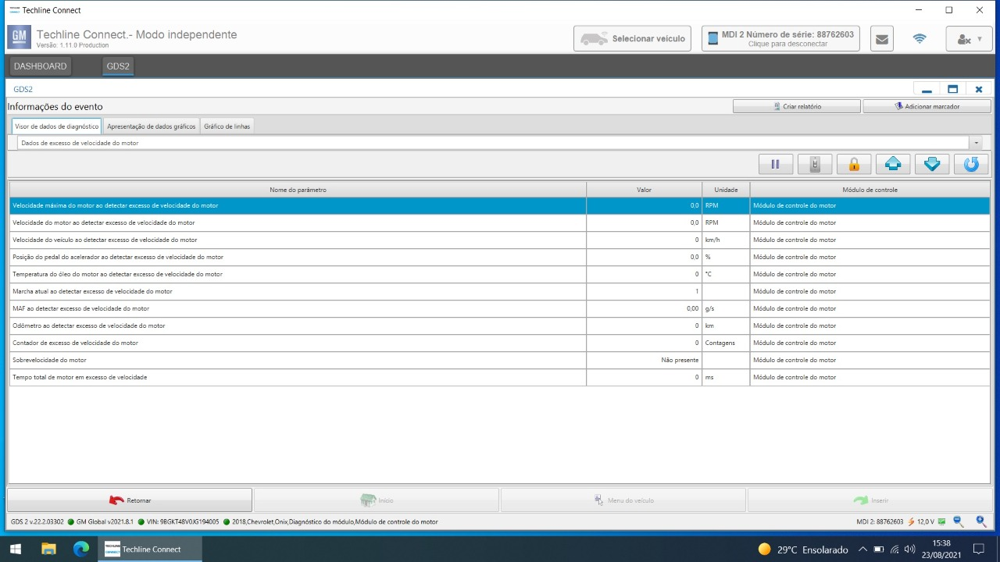 Techline Connect
GM
Techline Connect.- Modo independente
Versão: 1.11.0 Production
Selecionar veículo
MDI 2 Número de série: 88762603
Clique para desconectar
DASHBOARD
GDS2
GDS2
Informações do evento
Criar relatório
Adicionar marcador
Visor de dados de diagnóstico
Apresentação de dados gráficos
Gráfico de linhas
Dados de excesso de velocidade do motor
Nome do parâmetro Valor Unidade Módulo de controle
Velocidade máxima do motor ao detectar excesso de velocidade do motor 0,0 RPM Módulo de controle do motor
Velocidade do motor ao detectar excesso de velocidade do motor 0,0 RPM Módulo de controle do motor
Velocidade do veículo ao detectar excesso de velocidade do motor 0 km/h Módulo de controle do motor
Posição do pedal do acelerador ao detectar excesso de velocidade do motor 0,0 % Módulo de controle do motor
Temperatura do óleo do motor ao detectar excesso de velocidade do motor 0 °C Módulo de controle do motor
Marcha atual ao detectar excesso de velocidade do motor 1 Módulo de controle do motor
MAF ao detectar excesso de velocidade do motor 0,00 g/s Módulo de controle do motor
Odômetro ao detectar excesso de velocidade do motor 0 km Módulo de controle do motor
Contador de excesso de velocidade do motor 0 Contagens Módulo de controle do motor
Sobrevelocidade do motor Não presente Módulo de controle do motor
Tempo total de motor em excesso de velocidade 0 ms Módulo de controle do motor
Retornar
Início
Menu do veículo
Inserir
GDS 2 v.22.2.03302 GM Global v2021.8.1 VIN: 9BGKT48V0JG194005 2018,Chevrolet,Onix,Diagnóstico do módulo,Módulo de controle do motor MDI 2: 88762603 12,0 V
Techline Connect
29°C Ensolarado
15:38
23/08/2021